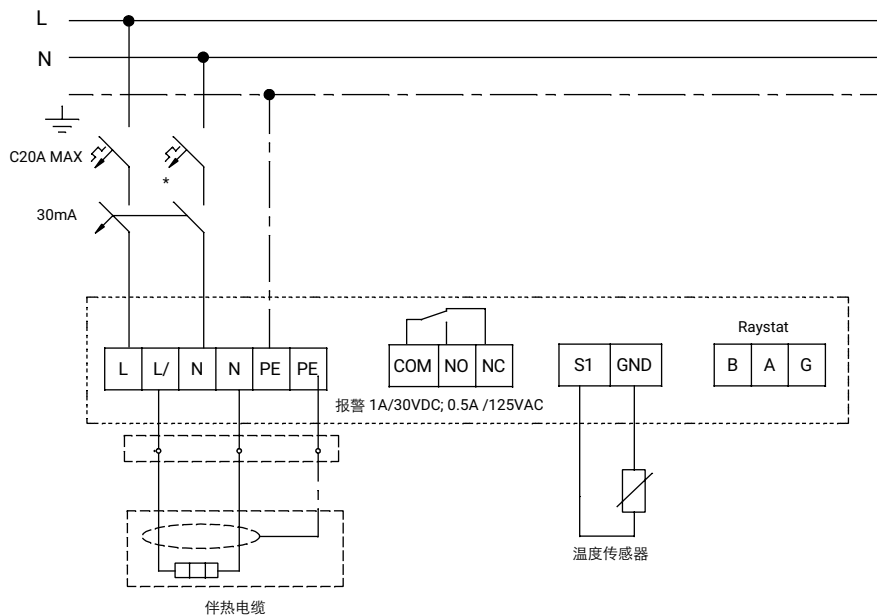 L
N
C20A MAX
*
30mA
Raystat
L L/ N N PE PE COM NO NC S1 GND B A G
报警 1A/30VDC; 0.5A /125VAC
温度传感器
伴热电缆